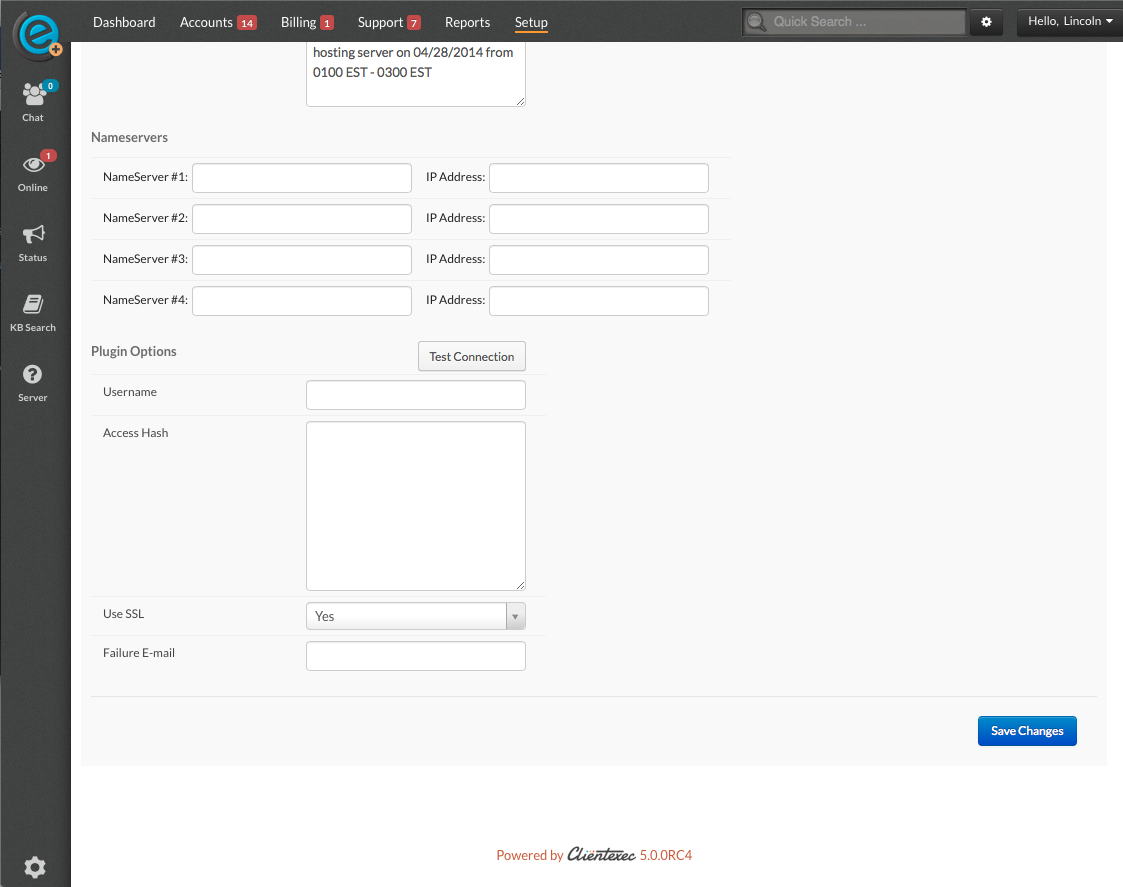 Dashboard Accounts 14 Billing 1 Support 7 Reports Setup Quick Search ... Hello, Lincoln
hosting server on 04/28/2014 from
0100 EST - 0300 EST
0
Chat
1
Online
Status
KB Search
Server
Nameservers
NameServer #1: IP Address:
NameServer #2: IP Address:
NameServer #3: IP Address:
NameServer #4: IP Address:
Plugin Options Test Connection
Username
Access Hash
Use SSL Yes
Failure E-mail
Save Changes
Powered by Clientexec 5.0.0RC4